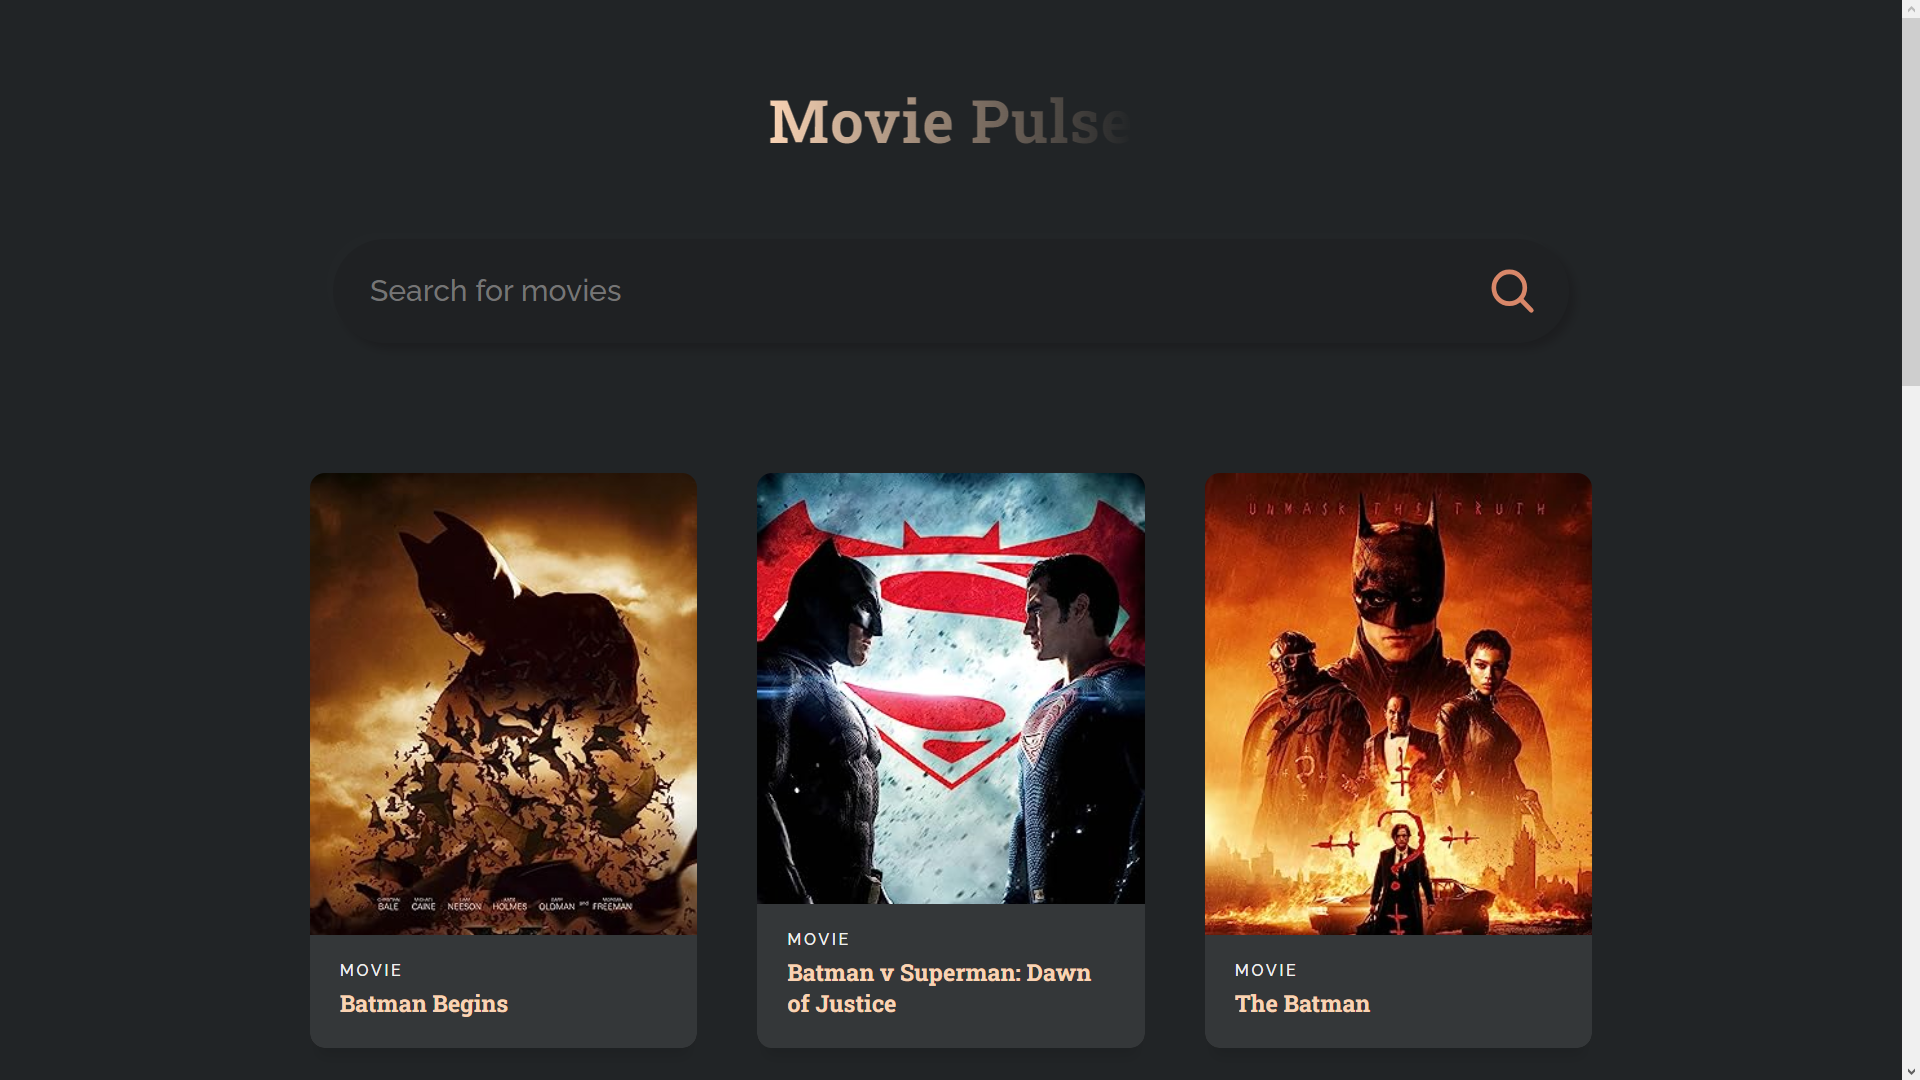 Movie Pulse
Search for movies
UNMASK THE TRUTH
BALE CAINE NEESON HOLMES OLDMAN and FREEMAN
MOVIE
Batman Begins
MOVIE
Batman v Superman: Dawn
of Justice
MOVIE
The Batman